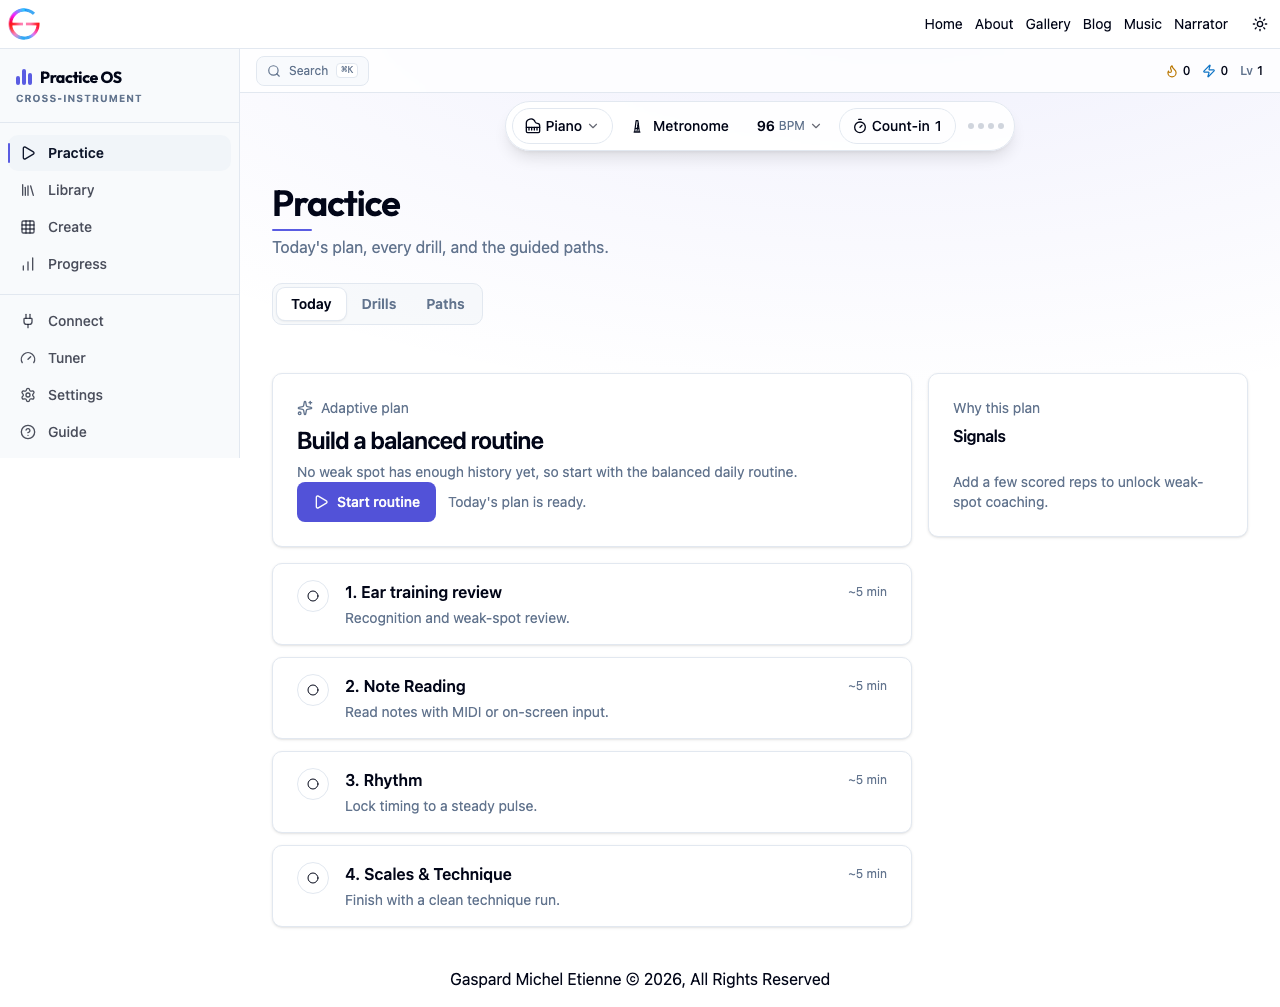 Home About Gallery Blog Music Narrator
Practice OS
CROSS-INSTRUMENT
Search ⌘K
0 0 Lv 1
Piano Metronome 96 BPM Count-in 1
Practice
Library
Create
Progress
Connect
Tuner
Settings
Guide
Practice
Today's plan, every drill, and the guided paths.
Today Drills Paths
Adaptive plan
Build a balanced routine
No weak spot has enough history yet, so start with the balanced daily routine.
Start routine Today's plan is ready.
Why this plan
Signals
Add a few scored reps to unlock weak-
spot coaching.
1. Ear training review ~5 min
Recognition and weak-spot review.
2. Note Reading ~5 min
Read notes with MIDI or on-screen input.
3. Rhythm ~5 min
Lock timing to a steady pulse.
4. Scales & Technique ~5 min
Finish with a clean technique run.
Gaspard Michel Etienne © 2026, All Rights Reserved